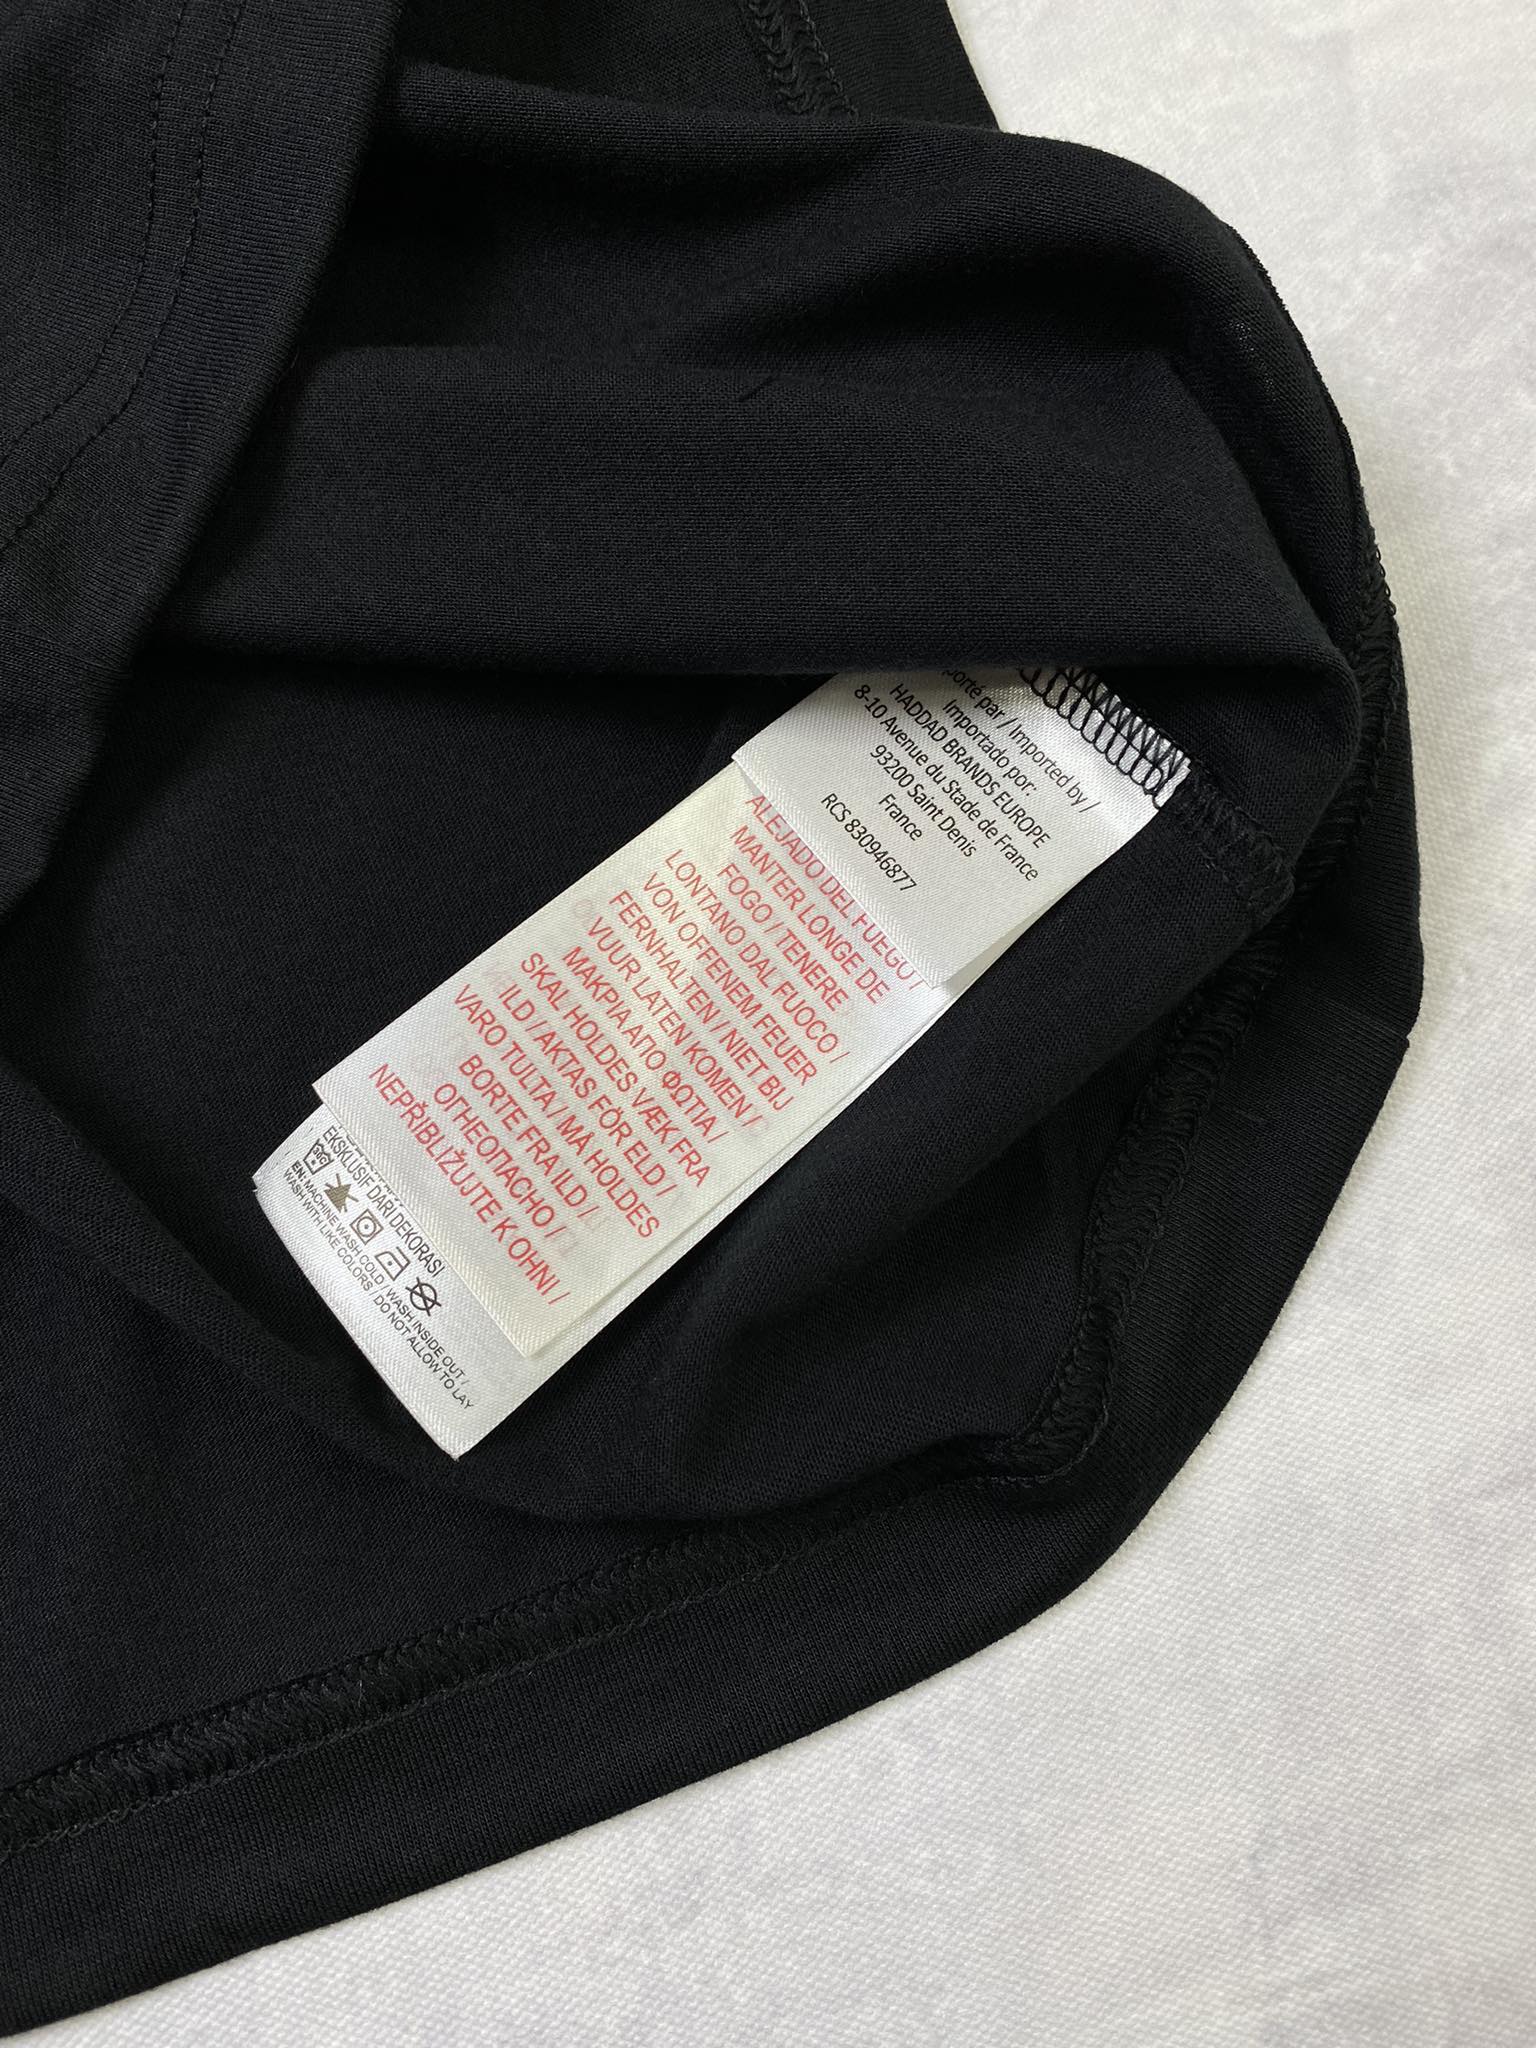 porté par / Imported by /
Importado por:
HADDAD BRANDS EUROPE
8-10 Avenue du Stade de France
93200 Saint Denis
France
RCS 830946877
ALEJADO DEL FUEGO /
MANTER LONGE DE
FOGO / TENERE
LONTANO DAL FUOCO /
VON OFFENEM FEUER
FERNHALTEN / NIET BIJ
VUUR LATEN KOMEN /
ΜΑΚΡΙΑ ΑΠΟ ΦΩΤΙΑ /
SKAL HOLDES VÆK FRA
ILD / AKTAS FÖR ELD /
VARO TULTA / MÅ HOLDES
BORTE FRA ILD /
ОГНЕОПАСНО /
NEPŘIBLIŽUJTE K OHNI /
EKSKLUSIF DARI DEKORASI
30C
EN: MACHINE WASH COLD / WASH INSIDE OUT /
WASH WITH LIKE COLORS / DO NOT ALLOW TO LAY